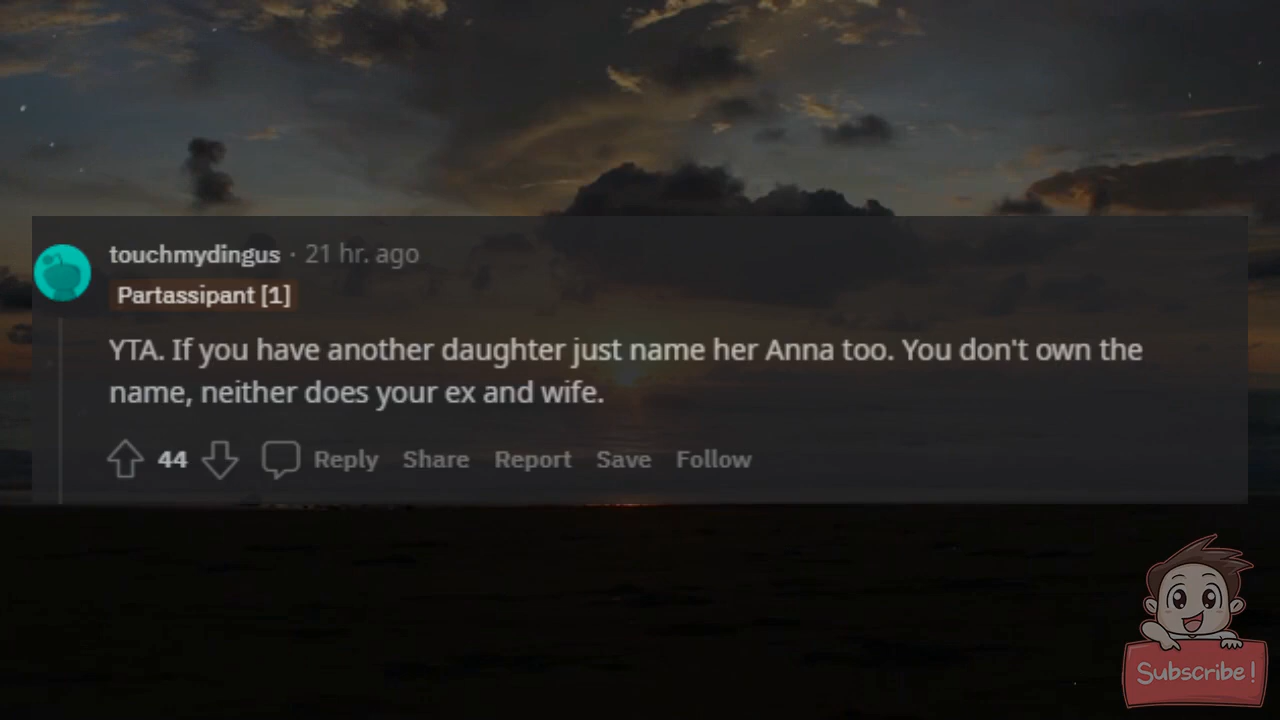 touchmydingus · 21 hr. ago
Partassipant [1]
YTA. If you have another daughter just name her Anna too. You don't own the
name, neither does your ex and wife.
44 Reply Share Report Save Follow
Subscribe!